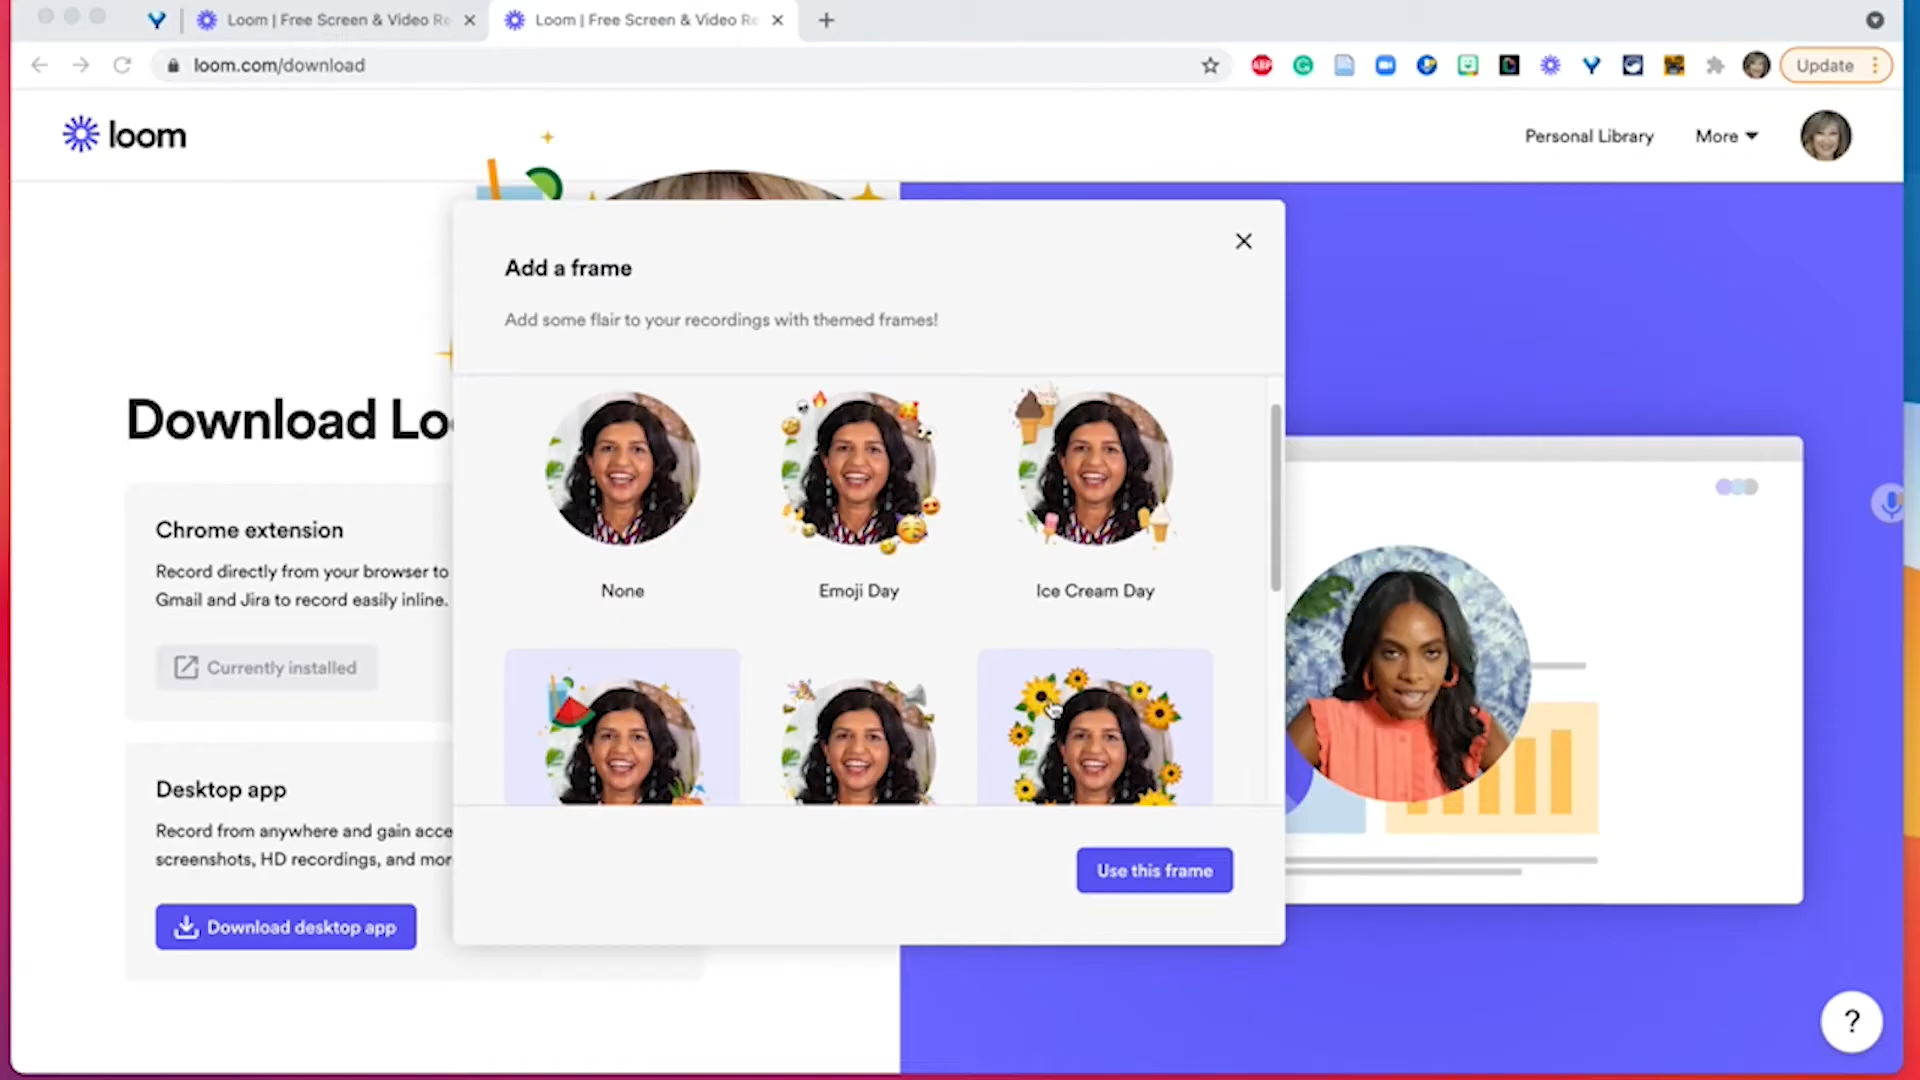 Loom | Free Screen & Video Re
Loom | Free Screen & Video Re
loom.com/download
ABP
Update
loom
Personal Library
More
Add a frame
Add some flair to your recordings with themed frames!
Download Lo
None
Emoji Day
Ice Cream Day
Chrome extension
Record directly from your browser to
Gmail and Jira to record easily inline.
Currently installed
Desktop app
Record from anywhere and gain acce
screenshots, HD recordings, and mor
Download desktop app
Use this frame
?